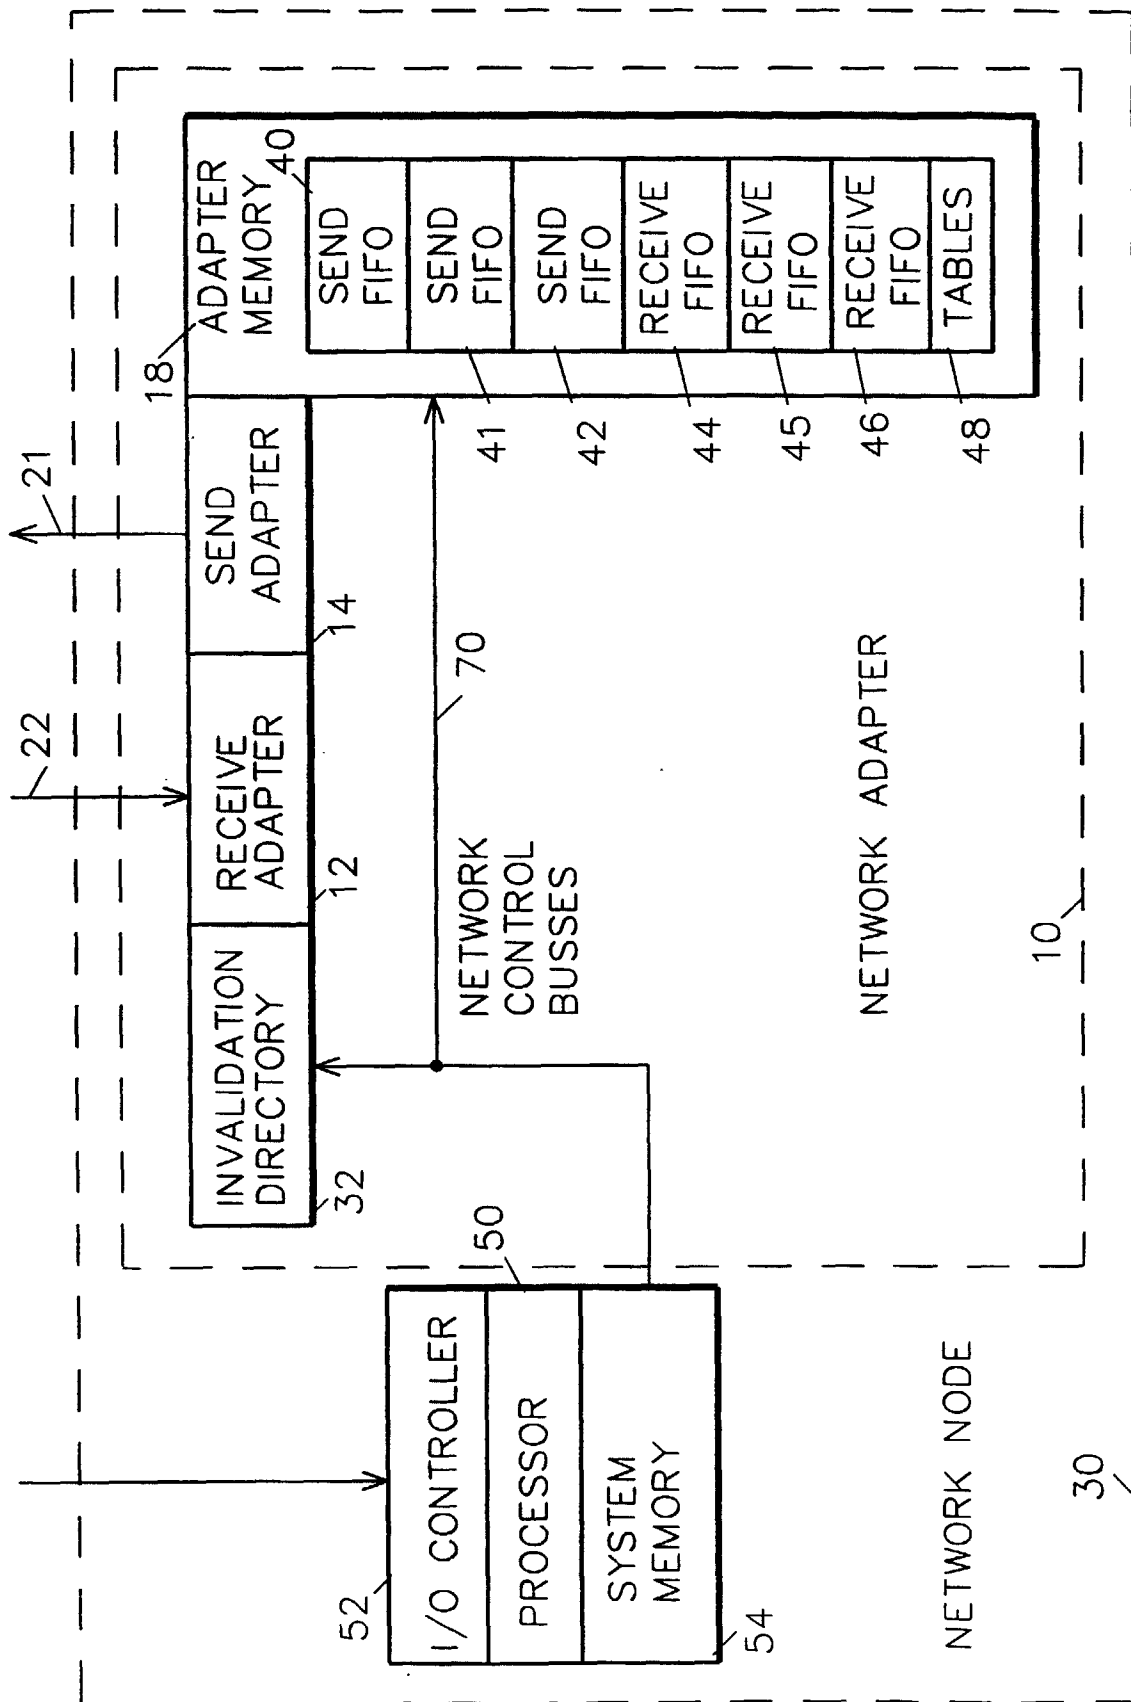 22
21
INVALIDATION
DIRECTORY
32
RECEIVE
ADAPTER
12
SEND
ADAPTER
14
18
ADAPTER
MEMORY
40
SEND
FIFO
SEND
FIFO
41
SEND
FIFO
42
RECEIVE
FIFO
44
RECEIVE
FIFO
45
RECEIVE
FIFO
46
TABLES
48
70
NETWORK
CONTROL
BUSSES
NETWORK ADAPTER
10
52
I/O CONTROLLER
50
PROCESSOR
SYSTEM
MEMORY
54
NETWORK NODE
30